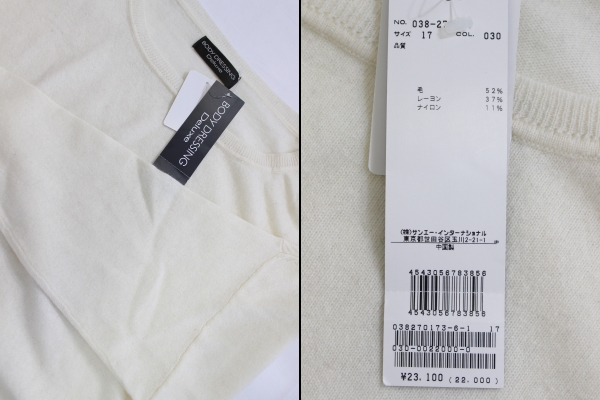 BODY DRESSING
Deluxe
BODY DRESSING
Deluxe
NO. 038-27
サイズ 17 COL. 030
品質
毛 52%
レーヨン 37%
ナイロン 11%
(株)サンエー・インターナショナル
東京都世田谷区玉川2-21-1
中国製
4543056783856
4543056783856
038270173-6-1 17
030-0022000-0
¥23,100 (22,000)